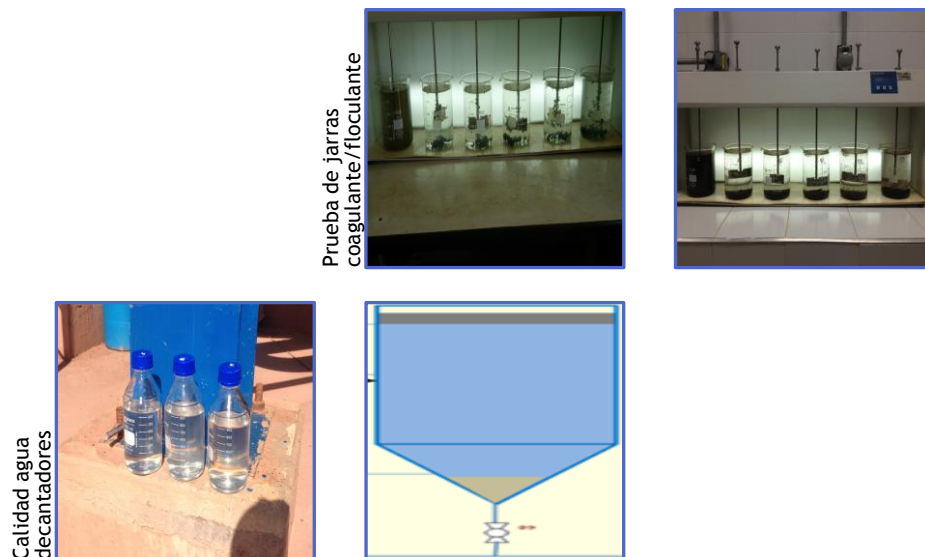 Prueba de jarras
coagulante/floculante
Calidad agua
decantadores